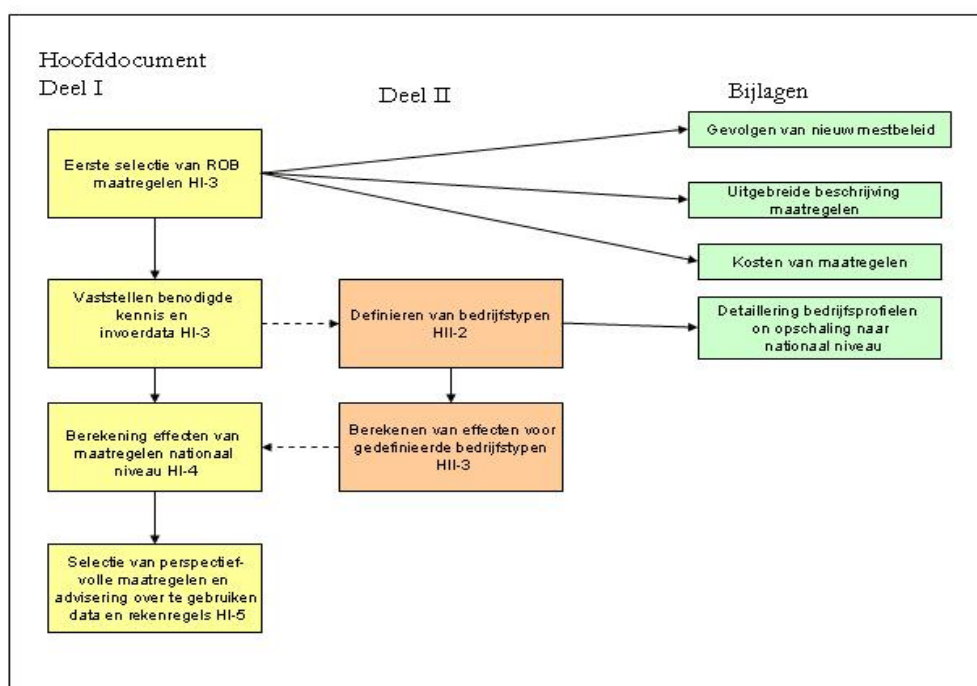 Hoofddocument
Deel I
Deel II
Bijlagen
Eerste selectie van ROB
maatregelen HI-3
Vaststellen benodigde
kennis en
invoerdata HI-3
Berekening effecten van
maatregelen nationaal
niveau HI-4
Selectie van perspectief-
volle maatregelen en
advisering over te gebruiken
data en rekenregels HI-5
Definieren van bedrijfstypen
HII-2
Berekenen van effecten voor
gedefinieerde bedrijfstypen
HII-3
Gevolgen van nieuw mestbeleid
Uitgebreide beschrijving
maatregelen
Kosten van maatregelen
Detaillering bedrijfsprofielen
on opschaling naar
nationaal niveau